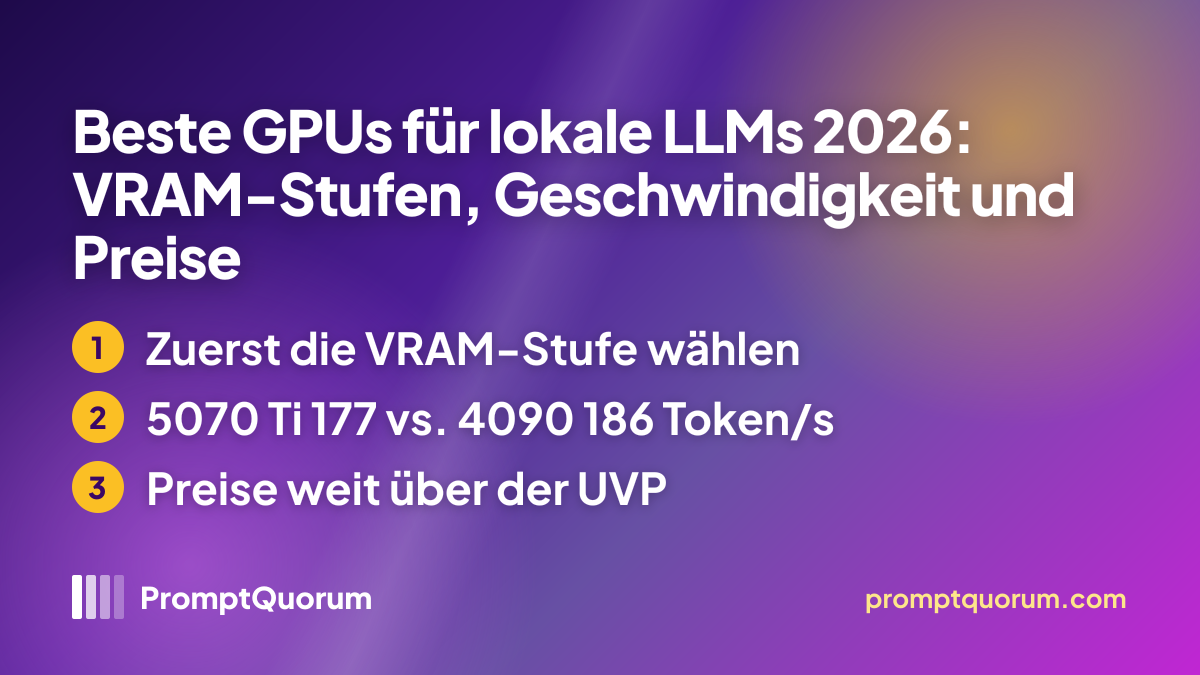 Beste GPUs für lokale LLMs 2026:
VRAM-Stufen, Geschwindigkeit und
Preise
1 Zuerst die VRAM-Stufe wählen
2 5070 Ti 177 vs. 4090 186 Token/s
3 Preise weit über der UVP
PromptQuorum
promptquorum.com